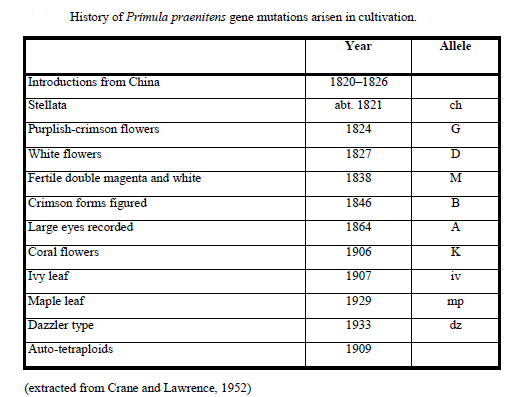 History of Primula praenitens gene mutations arisen in cultivation.
Year Allele
Introductions from China 1820–1826
Stellata abt. 1821 ch
Purplish-crimson flowers 1824 G
White flowers 1827 D
Fertile double magenta and white 1838 M
Crimson forms figured 1846 B
Large eyes recorded 1864 A
Coral flowers 1906 K
Ivy leaf 1907 iv
Maple leaf 1929 mp
Dazzler type 1933 dz
Auto-tetraploids 1909
(extracted from Crane and Lawrence, 1952)